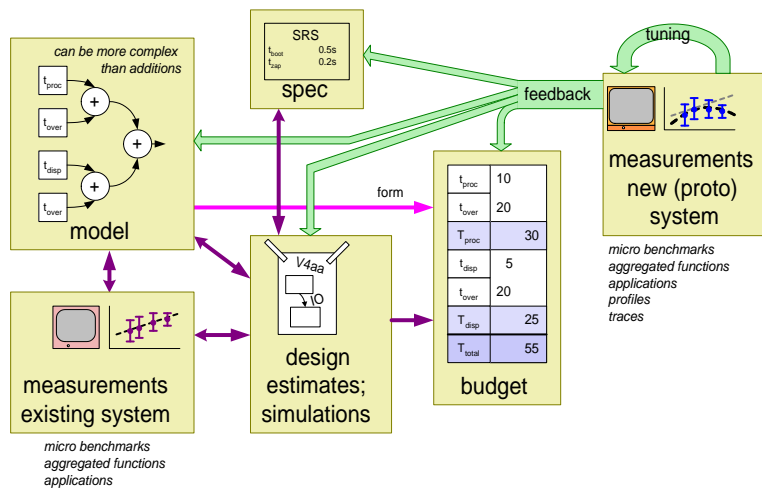 can be more complex
than additions
tproc
tover
tdisp
tover
+
+
+
model
SRS
tboot 0.5s
tzap 0.2s
spec
tuning
feedback
measurements
new (proto)
system
micro benchmarks
aggregated functions
applications
profiles
traces
form
tproc 10
tover 20
Tproc 30
tdisp 5
tover 20
Tdisp 25
Ttotal 55
budget
V4aa
IO
design
estimates;
simulations
measurements
existing system
micro benchmarks
aggregated functions
applications